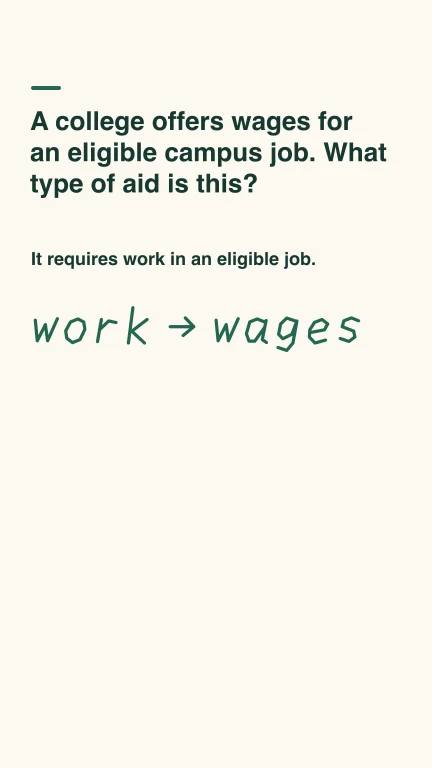 A college offers wages for
an eligible campus job. What
type of aid is this?
It requires work in an eligible job.
work → wages